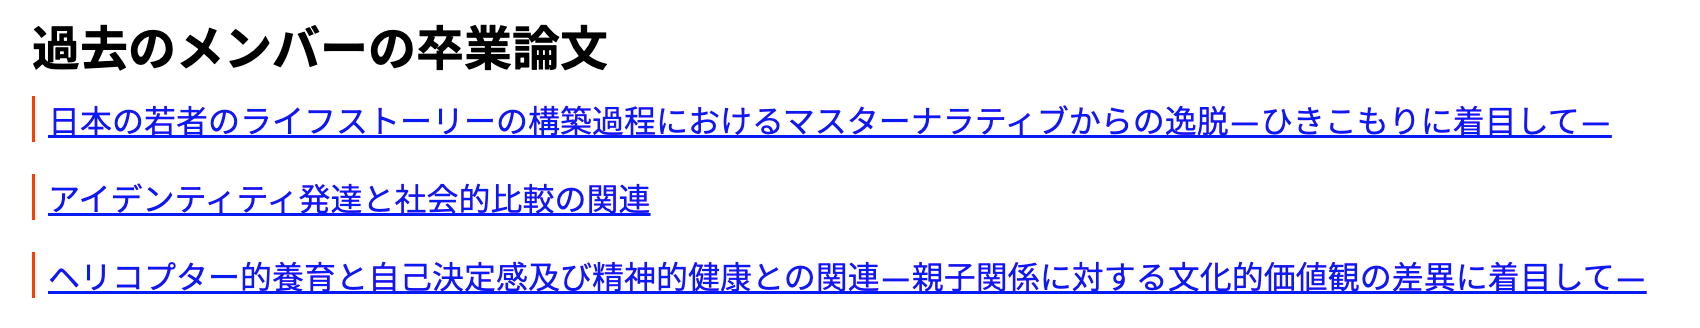 過去のメンバーの卒業論文
日本の若者のライフストーリーの構築過程におけるマスターナラティブからの逸脱―ひきこもりに着目して―
アイデンティティ発達と社会的比較の関連
ヘリコプター的養育と自己決定感及び精神的健康との関連―親子関係に対する文化的価値観の差異に着目して―